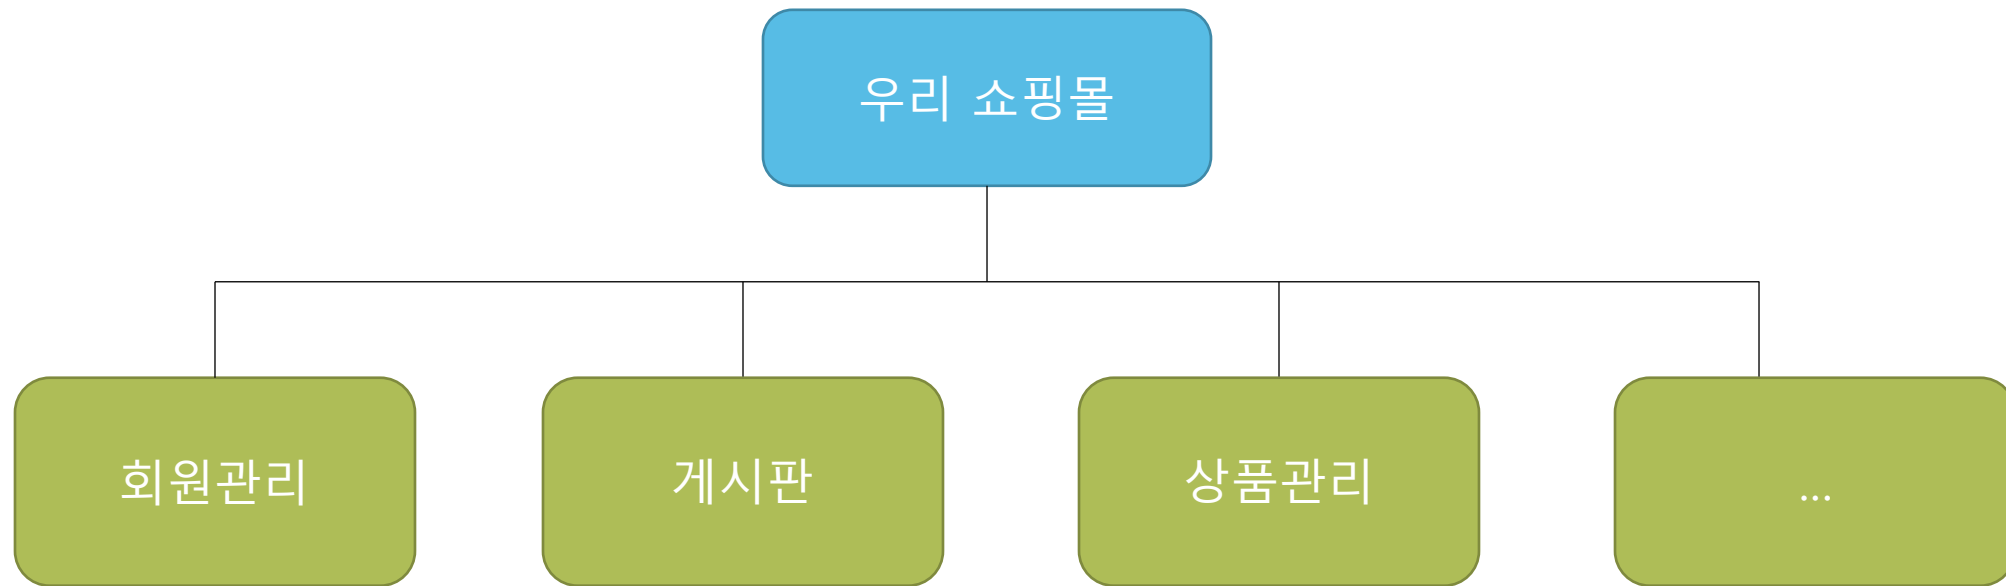 우리 쇼핑몰
회원관리
게시판
상품관리
...